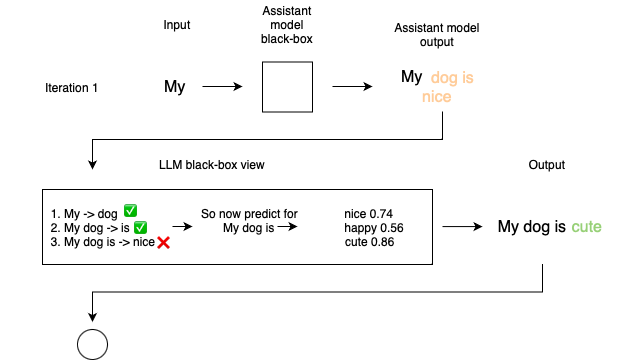 Input
Assistant
model
black-box
Assistant model
output
Iteration 1
My
My dog is
nice
LLM black-box view
Output
1. My -> dog ✅
2. My dog -> is ✅
3. My dog is -> nice ❌
So now predict for
My dog is
nice 0.74
happy 0.56
cute 0.86
My dog is cute